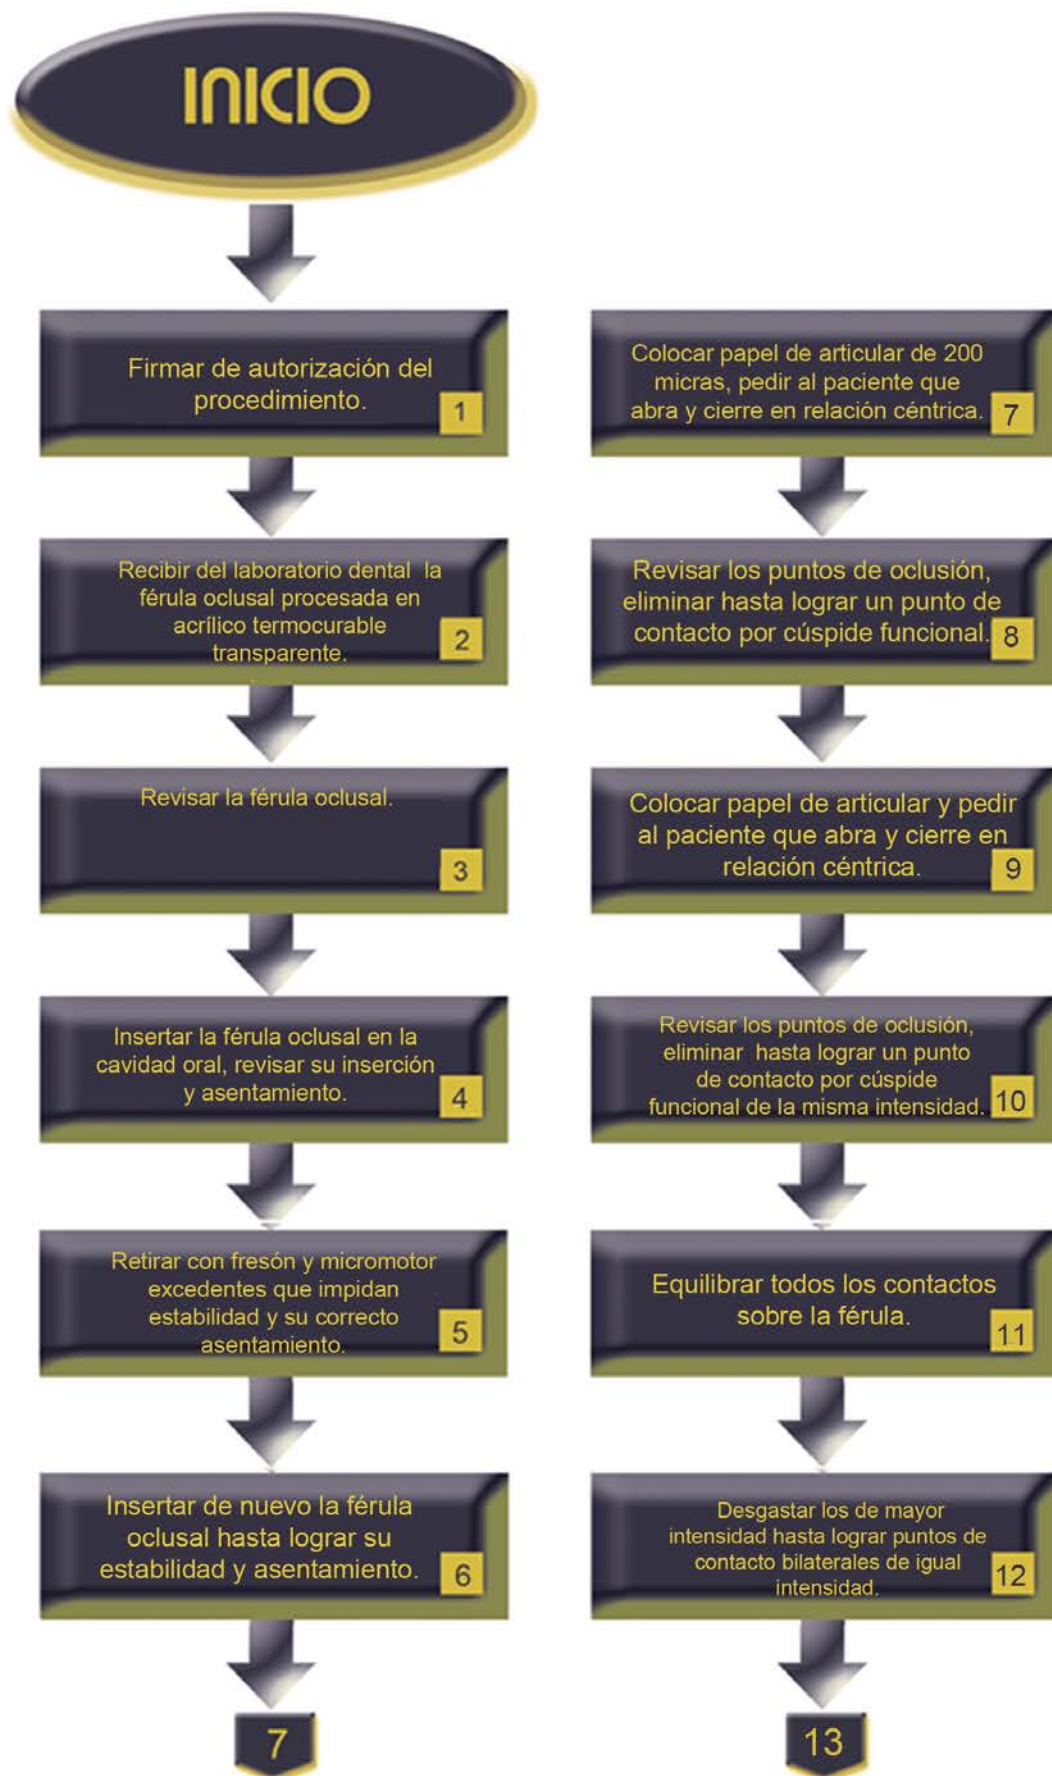 INICIO
Firmar de autorización del
procedimiento.
1
Recibir del laboratorio dental la
férula oclusal procesada en
acrílico termocurable
transparente.
2
Revisar la férula oclusal.
3
Insertar la férula oclusal en la
cavidad oral, revisar su inserción
y asentamiento.
4
Retirar con fresón y micromotor
excedentes que impidan
estabilidad y su correcto
asentamiento.
5
Insertar de nuevo la férula
oclusal hasta lograr su
estabilidad y asentamiento.
6
7
Colocar papel de articular de 200
micras, pedir al paciente que
abra y cierre en relación céntrica.
7
Revisar los puntos de oclusión,
eliminar hasta lograr un punto de
contacto por cúspide funcional.
8
Colocar papel de articular y pedir
al paciente que abra y cierre en
relación céntrica.
9
Revisar los puntos de oclusión,
eliminar hasta lograr un punto
de contacto por cúspide
funcional de la misma intensidad.
10
Equilibrar todos los contactos
sobre la férula.
11
Desgastar los de mayor
intensidad hasta lograr puntos de
contacto bilaterales de igual
intensidad.
12
13